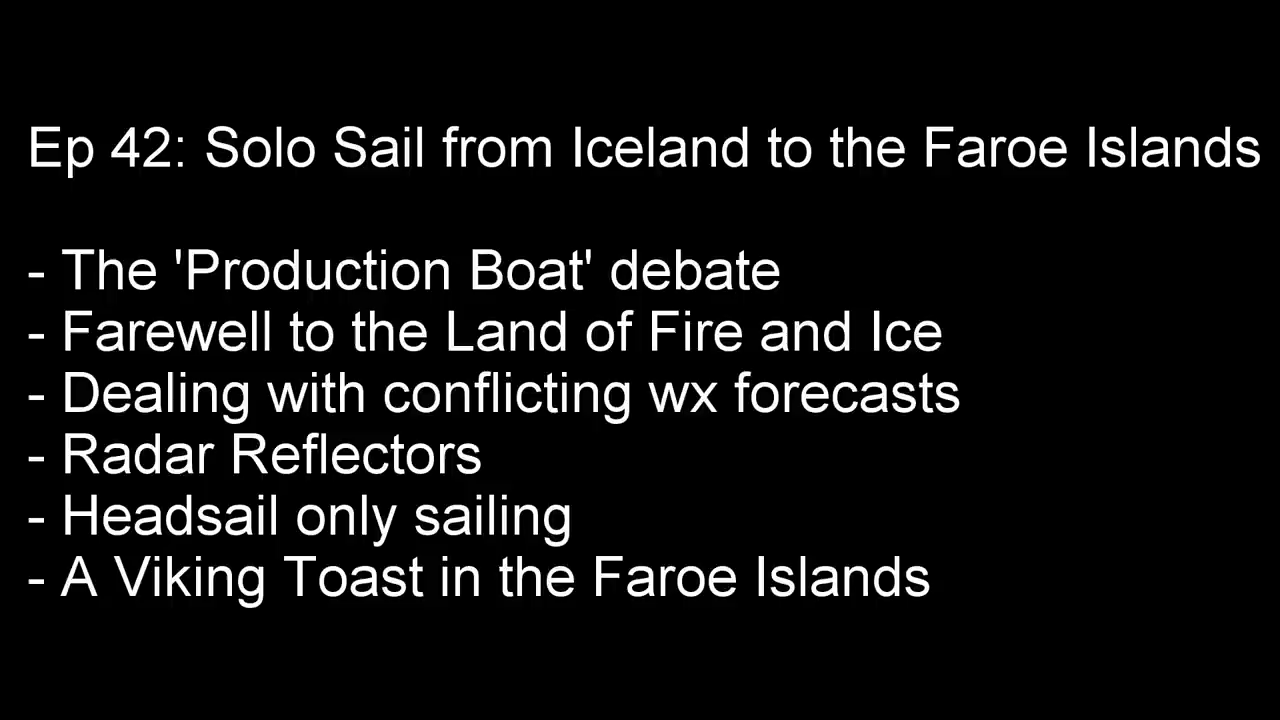 Ep 42: Solo Sail from Iceland to the Faroe Islands
- The 'Production Boat' debate
- Farewell to the Land of Fire and Ice
- Dealing with conflicting wx forecasts
- Radar Reflectors
- Headsail only sailing
- A Viking Toast in the Faroe Islands